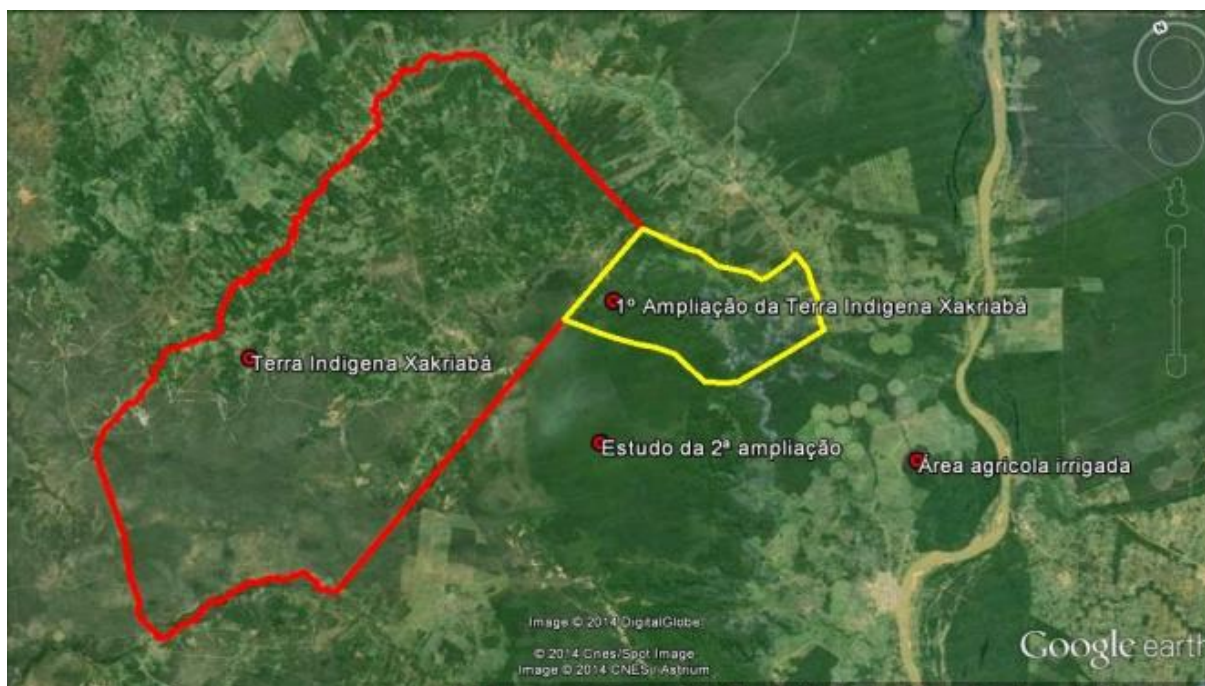 N
1º Ampliação da Terra Indigena Xakriabá
Terra Indigena Xakriabá
Estudo da 2ª ampliação
Área agrícola irrigada
Image © 2014 DigitalGlobe
© 2014 Cnes/Spot Image
Image © 2014 CNES / Astrium
Google earth